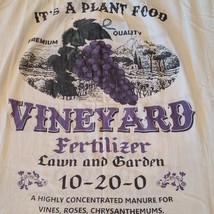 IT'S A PLANT FOOD
PREMIUM QUALITY
VINEYARD
Fertilizer
Lawn and Garden
10-20-0
A HIGHLY CONCENTRATED MANURE FOR
VINES, ROSES, CHRYSANTHEMUMS,